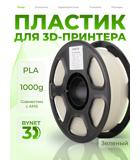 ПЛАСТИК
ДЛЯ 3D-ПРИНТЕРА
PLA
1000g
Совместим
с AMS
BYNET
3D
Зеленый